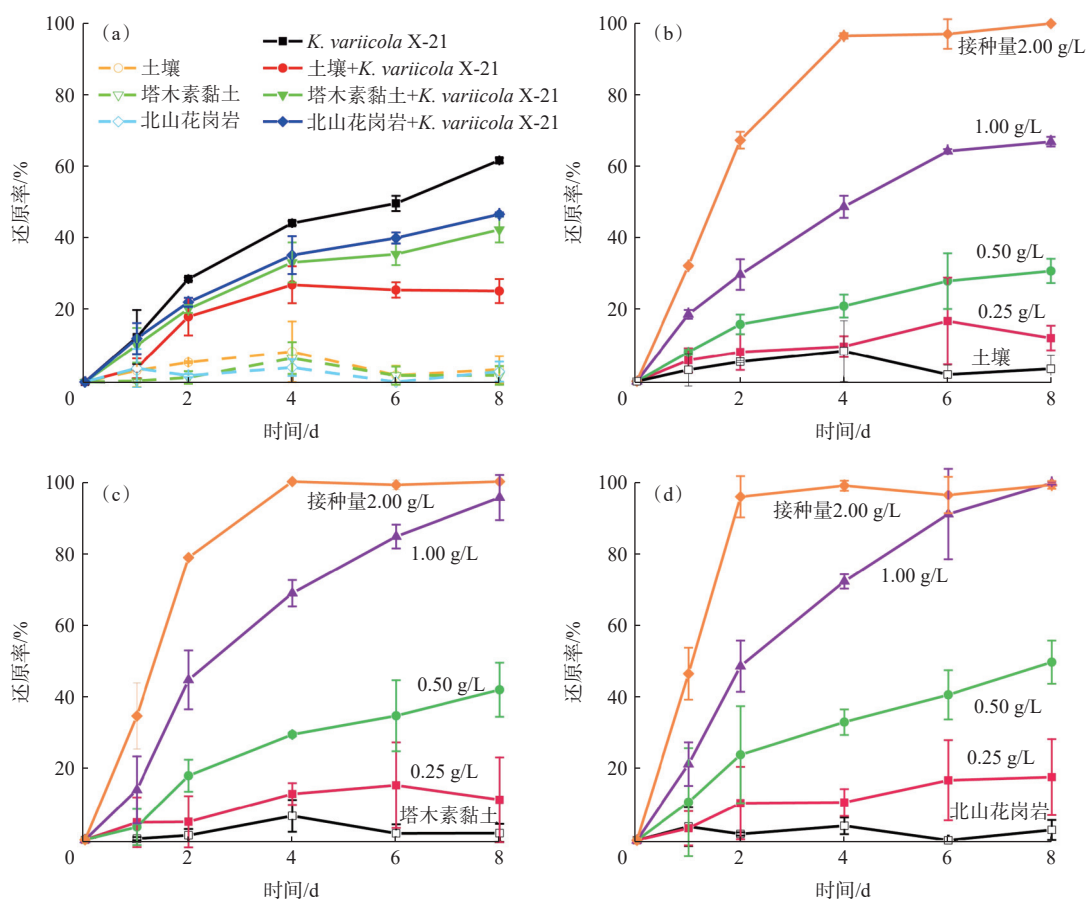 (a)
K. variicola X-21
土壤
土壤+K. variicola X-21
塔木素黏土
塔木素黏土+K. variicola X-21
北山花岗岩
北山花岗岩+K. variicola X-21
还原率/%
100
80
60
40
20
0
2
4
6
8
时间/d
(b)
接种量2.00 g/L
1.00 g/L
0.50 g/L
0.25 g/L
土壤
还原率/%
100
80
60
40
20
0
2
4
6
8
时间/d
(c)
接种量2.00 g/L
1.00 g/L
0.50 g/L
0.25 g/L
塔木素黏土
还原率/%
100
80
60
40
20
0
2
4
6
8
时间/d
(d)
接种量2.00 g/L
1.00 g/L
0.50 g/L
0.25 g/L
北山花岗岩
还原率/%
100
80
60
40
20
0
2
4
6
8
时间/d